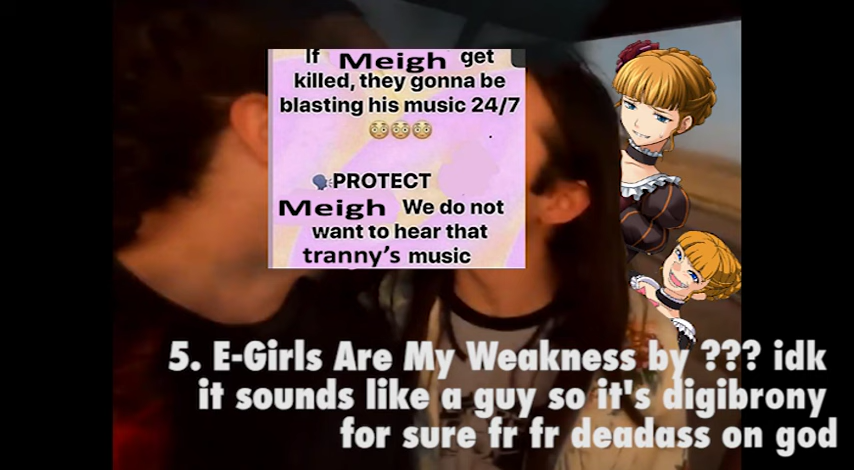 If Meigh get
killed, they gonna be
blasting his music 24/7
😳😳😳
🗣PROTECT
Meigh We do not
want to hear that
tranny's music
5. E-Girls Are My Weakness by ??? idk
it sounds like a guy so it's digibrony
for sure fr fr deadass on god